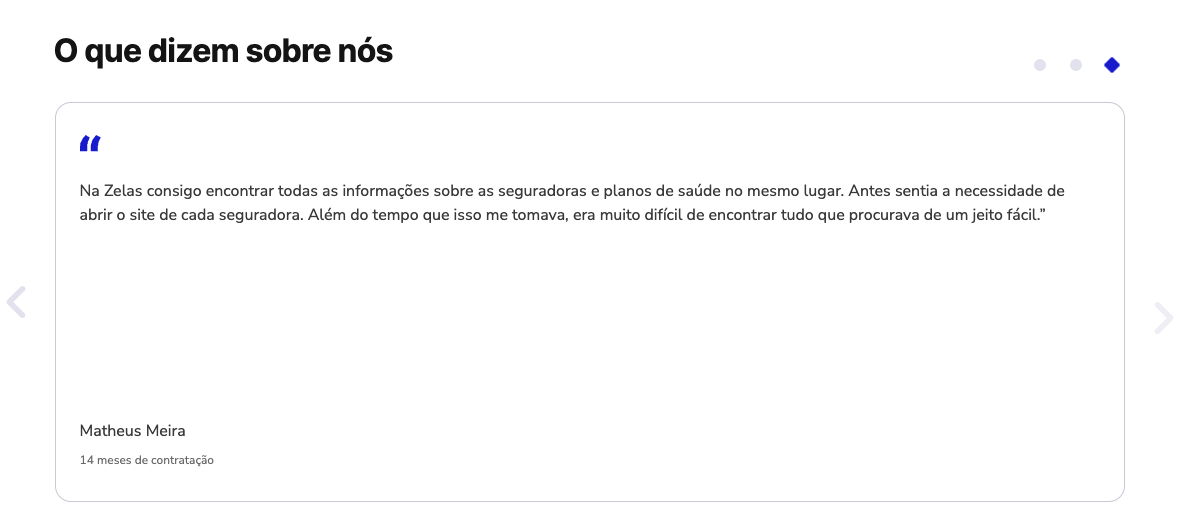 O que dizem sobre nós
“
Na Zelas consigo encontrar todas as informações sobre as seguradoras e planos de saúde no mesmo lugar. Antes sentia a necessidade de
abrir o site de cada seguradora. Além do tempo que isso me tomava, era muito difícil de encontrar tudo que procurava de um jeito fácil.”
Matheus Meira
14 meses de contratação